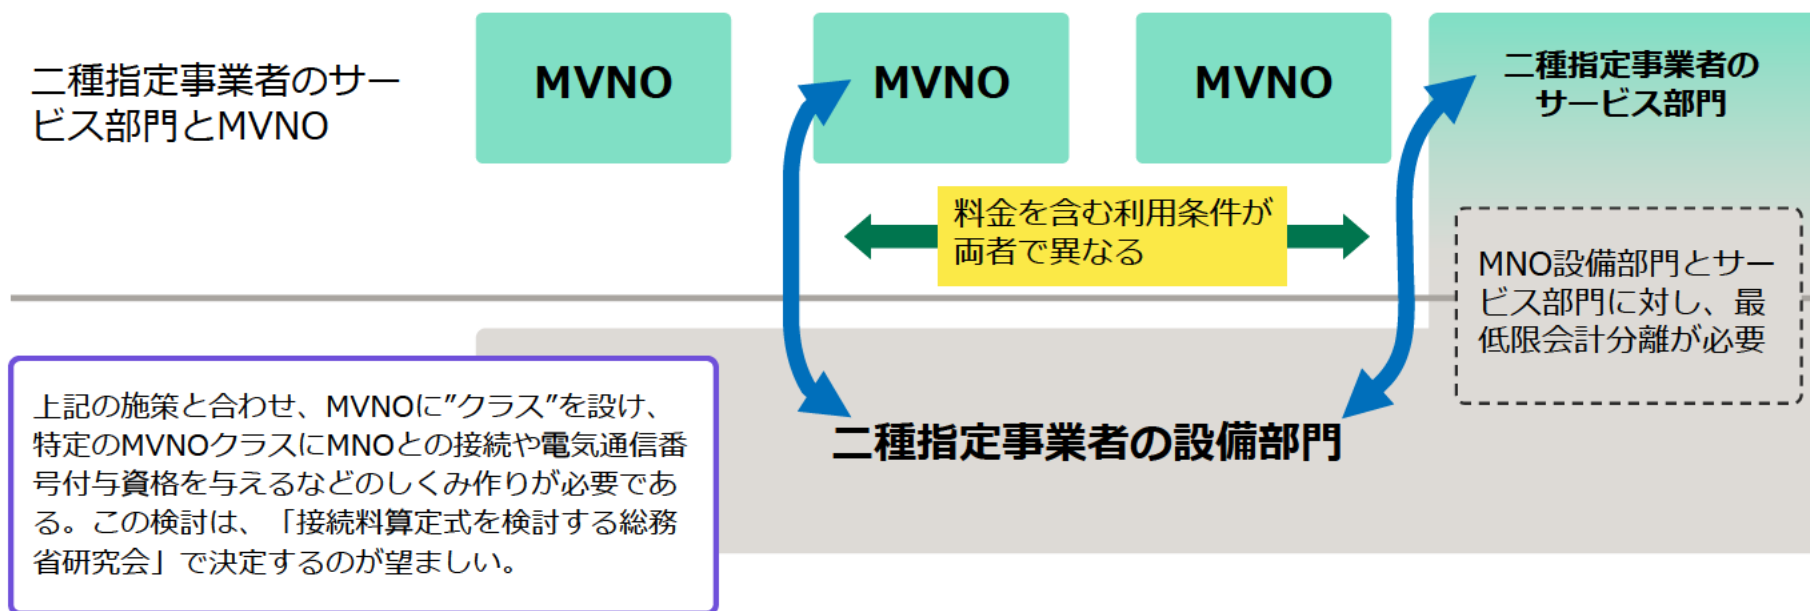 二種指定事業者のサー
ビス部門とMVNO
MVNO
MVNO
MVNO
二種指定事業者の
サービス部門
料金を含む利用条件が
両者で異なる
MNO設備部門とサー
ビス部門に対し、最
低限会計分離が必要
上記の施策と合わせ、MVNOに”クラス”を設け、
特定のMVNOクラスにMNOとの接続や電気通信番
号付与資格を与えるなどのしくみ作りが必要であ
る。この検討は、「接続料算定式を検討する総務
省研究会」で決定するのが望ましい。
二種指定事業者の設備部門